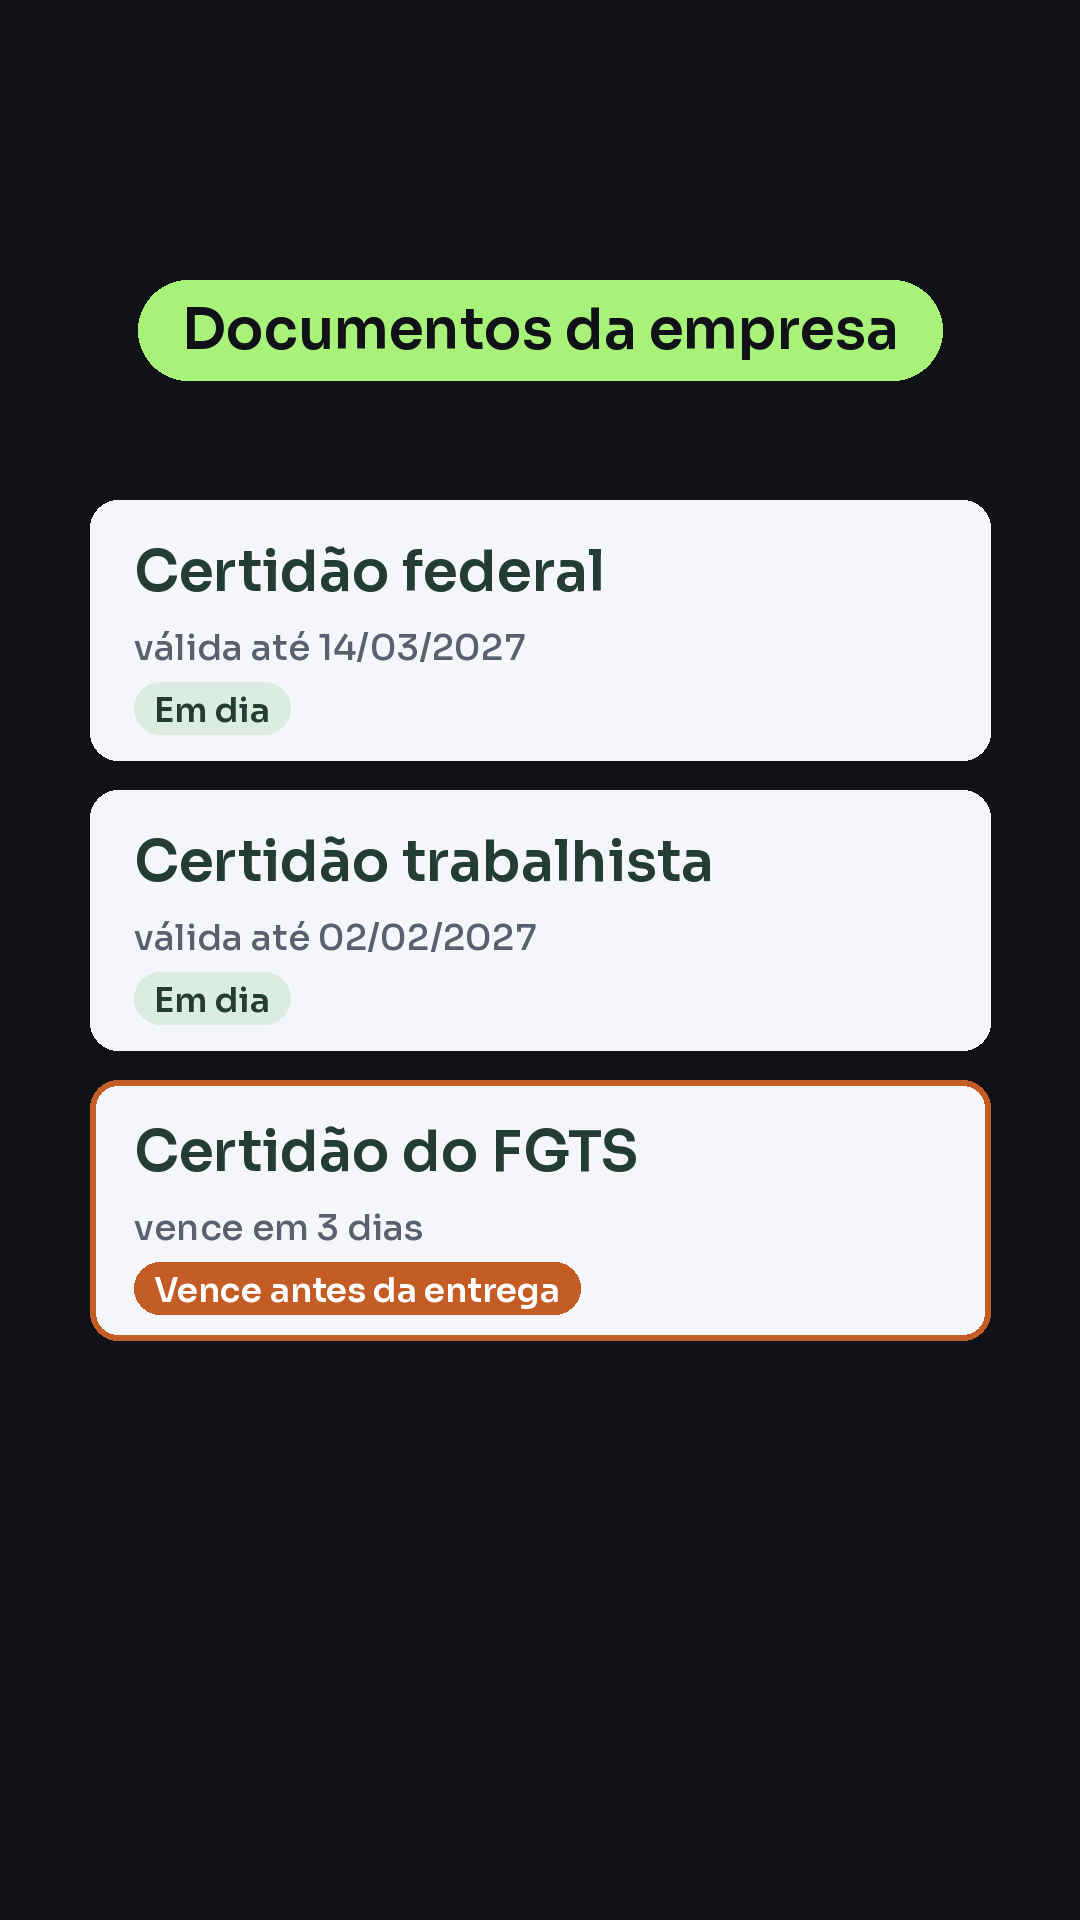 Documentos da empresa
Certidão federal
válida até 14/03/2027
Em dia
Certidão trabalhista
válida até 02/02/2027
Em dia
Certidão do FGTS
vence em 3 dias
Vence antes da entrega